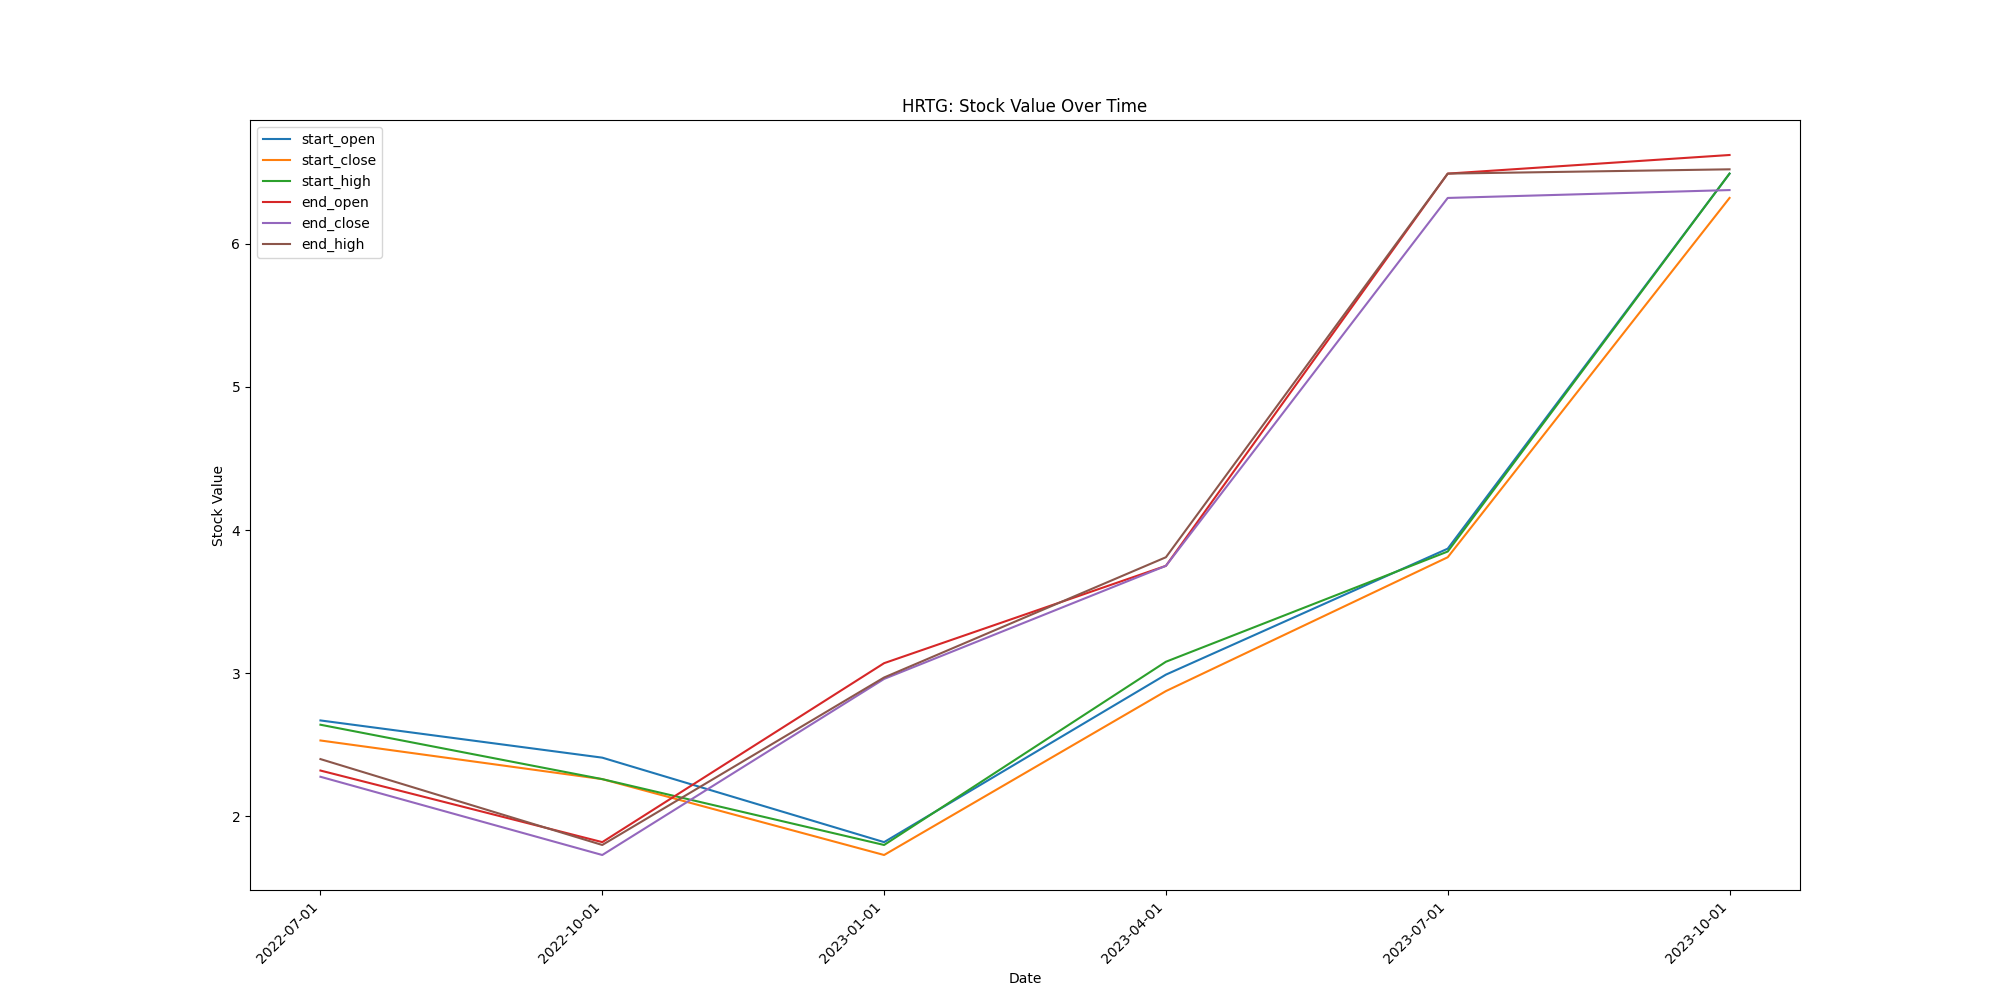 HRTG: Stock Value Over Time
start_open
start_close
start_high
end_open
end_close
end_high
6
5
4
3
2
Stock Value
2022-07-01
2022-10-01
2023-01-01
2023-04-01
2023-07-01
2023-10-01
Date